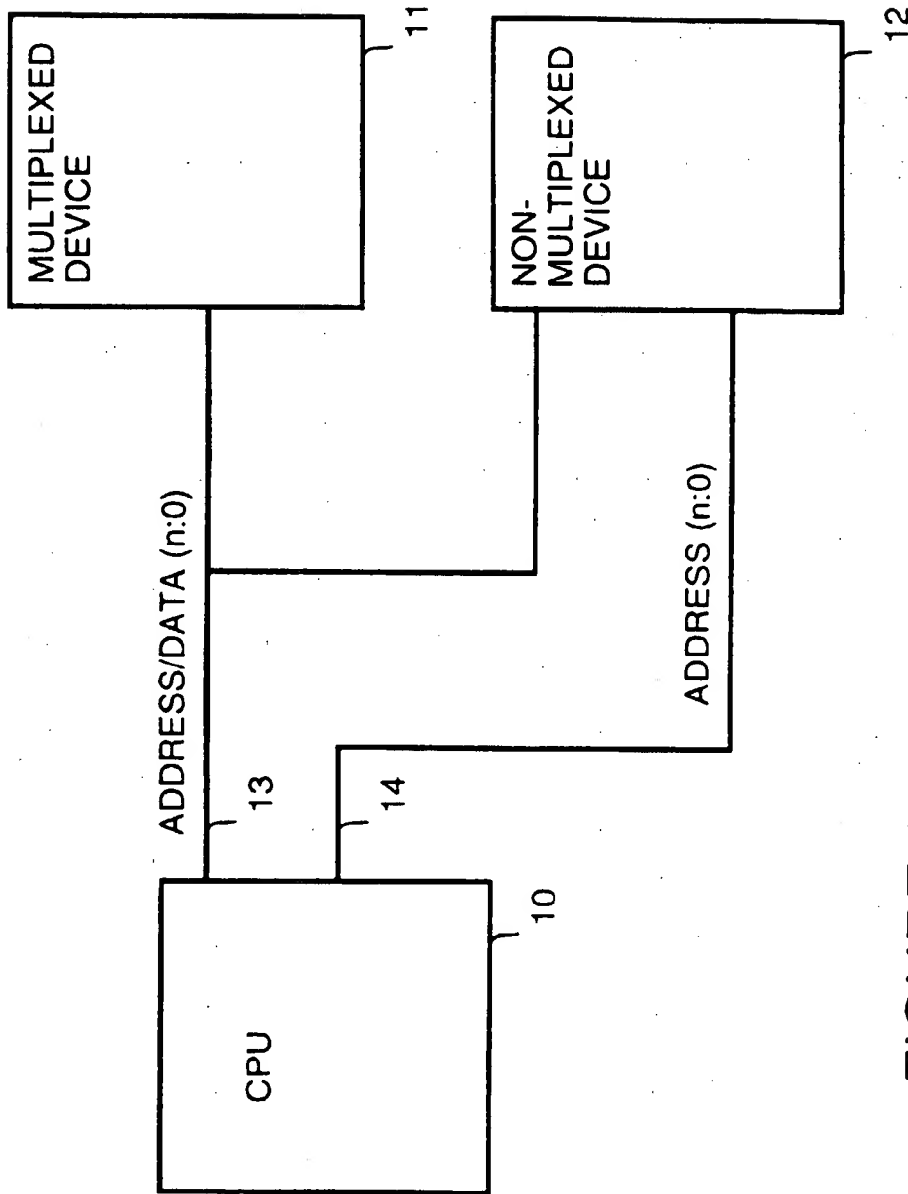 MULTIPLEXED
DEVICE
11
ADDRESS/DATA (n:0)
13
14
CPU
10
NON-
MULTIPLEXED
DEVICE
12
ADDRESS (n:0)